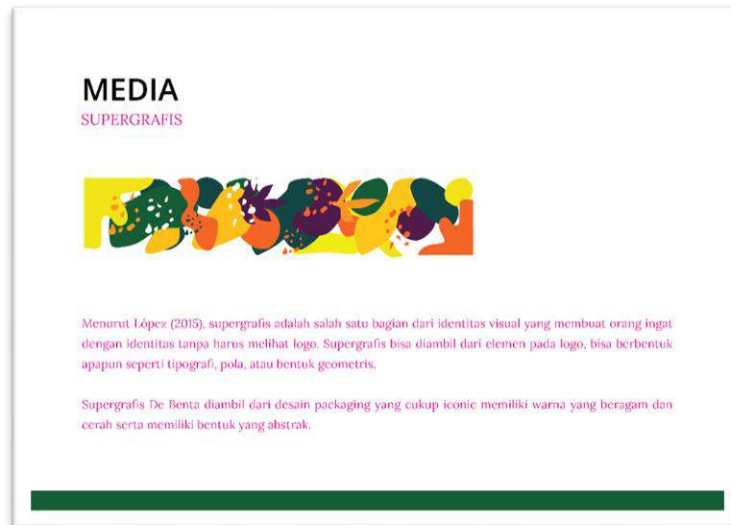 MEDIA
SUPERGRAFIS
Menurut López (2015), supergrafis adalah salah satu bagian dari identitas visual yang membuat orang ingat
dengan identitas tanpa harus melihat logo. Supergrafis bisa diambil dari elemen pada logo, bisa berbentuk
apapun seperti tipografi, pola, atau bentuk geometris.
Supergrafis De Benta diambil dari desain packaging yang cukup iconic memiliki warna yang beragam dan
cerah serta memiliki bentuk yang abstrak.